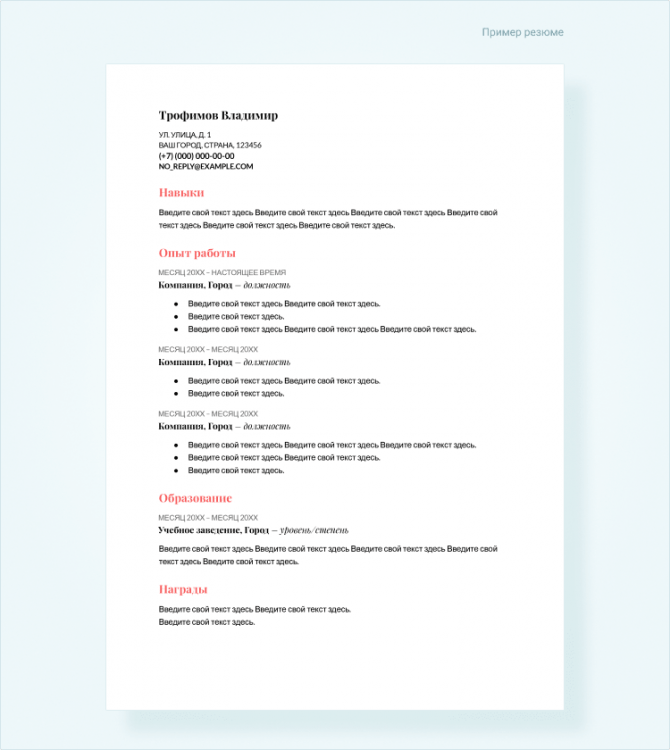 Пример резюме
Трофимов Владимир
УЛ. УЛИЦА, Д. 1
ВАШ ГОРОД, СТРАНА, 123456
(+7) (000) 000-00-00
NO_REPLY@EXAMPLE.COM
Навыки
Введите свой текст здесь Введите свой текст здесь Введите свой текст здесь Введите свой
текст здесь Введите свой текст здесь Введите свой текст здесь.
Опыт работы
МЕСЯЦ 20XX – НАСТОЯЩЕЕ ВРЕМЯ
Компания, Город — должность
● Введите свой текст здесь Введите свой текст здесь.
● Введите свой текст здесь.
● Введите свой текст здесь Введите свой текст здесь Введите свой текст здесь.
МЕСЯЦ 20XX – МЕСЯЦ 20XX
Компания, Город — должность
● Введите свой текст здесь Введите свой текст здесь.
● Введите свой текст здесь.
МЕСЯЦ 20XX – МЕСЯЦ 20XX
Компания, Город — должность
● Введите свой текст здесь Введите свой текст здесь Введите свой текст здесь.
● Введите свой текст здесь Введите свой текст здесь.
● Введите свой текст здесь.
Образование
МЕСЯЦ 20XX – МЕСЯЦ 20XX
Учебное заведение, Город — уровень/степень
Введите свой текст здесь Введите свой текст здесь Введите свой текст здесь Введите свой
текст здесь Введите свой текст здесь.
Награды
Введите свой текст здесь Введите свой текст здесь.
Введите свой текст здесь.